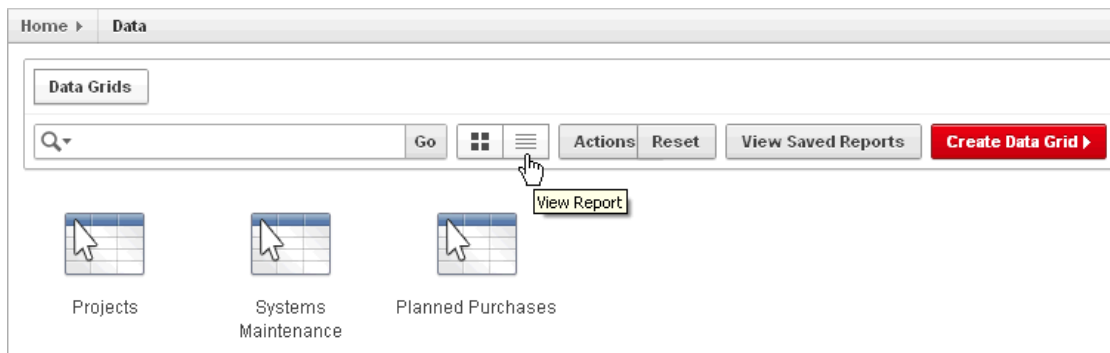 Home Data
Data Grids
Go Actions Reset View Saved Reports Create Data Grid
View Report
Projects Systems Planned Purchases
Maintenance